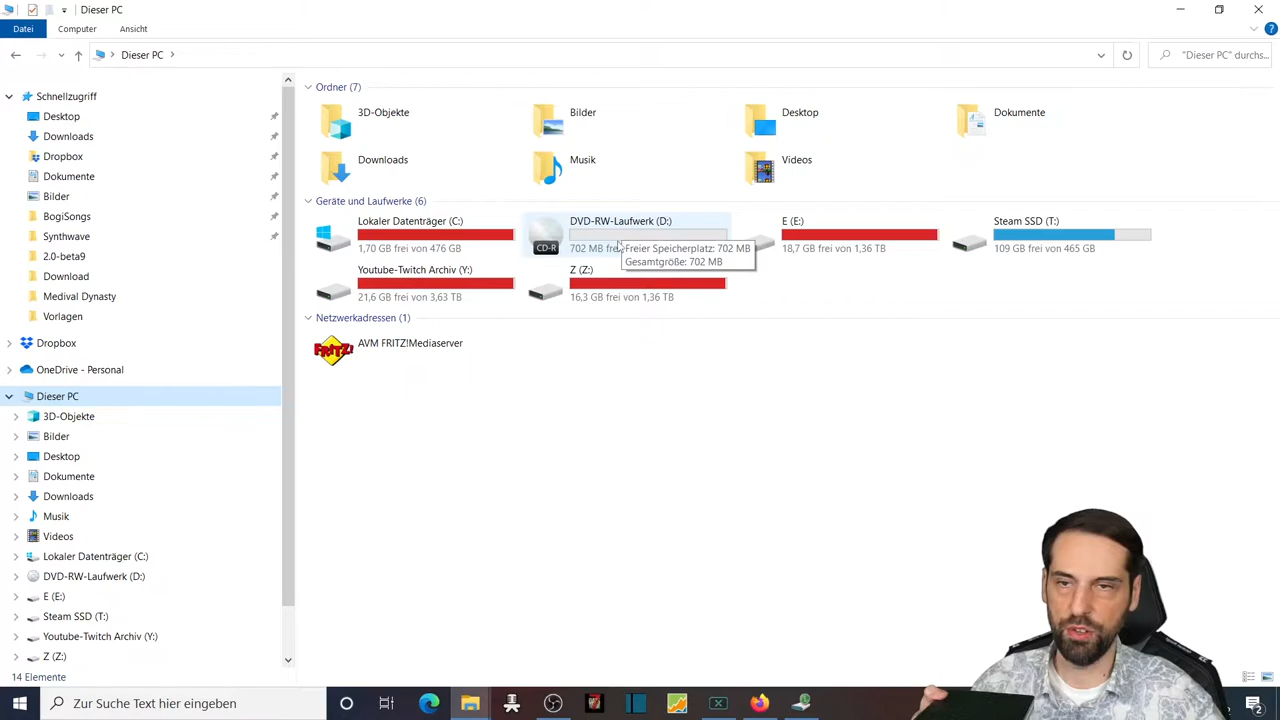 Dieser PC
Datei
Computer
Ansicht
Dieser PC
"Dieser PC" durchs...
Schnellzugriff
Desktop
Downloads
Dropbox
Dokumente
Bilder
BogiSongs
Synthwave
2.0-beta9
Download
Medival Dynasty
Vorlagen
Dropbox
OneDrive - Personal
Dieser PC
3D-Objekte
Bilder
Desktop
Dokumente
Downloads
Musik
Videos
Lokaler Datenträger (C:)
DVD-RW-Laufwerk (D:)
E (E:)
Steam SSD (T:)
Youtube-Twitch Archiv (Y:)
Z (Z:)
14 Elemente
Ordner (7)
3D-Objekte
Bilder
Desktop
Dokumente
Downloads
Musik
Videos
Geräte und Laufwerke (6)
Lokaler Datenträger (C:)
1,70 GB frei von 476 GB
DVD-RW-Laufwerk (D:)
CD-R
702 MB fre
Freier Speicherplatz: 702 MB
Gesamtgröße: 702 MB
E (E:)
18,7 GB frei von 1,36 TB
Steam SSD (T:)
109 GB frei von 465 GB
Youtube-Twitch Archiv (Y:)
21,6 GB frei von 3,63 TB
Z (Z:)
16,3 GB frei von 1,36 TB
Netzwerkadressen (1)
FRITZ!
AVM FRITZ!Mediaserver
Zur Suche Text hier eingeben
2